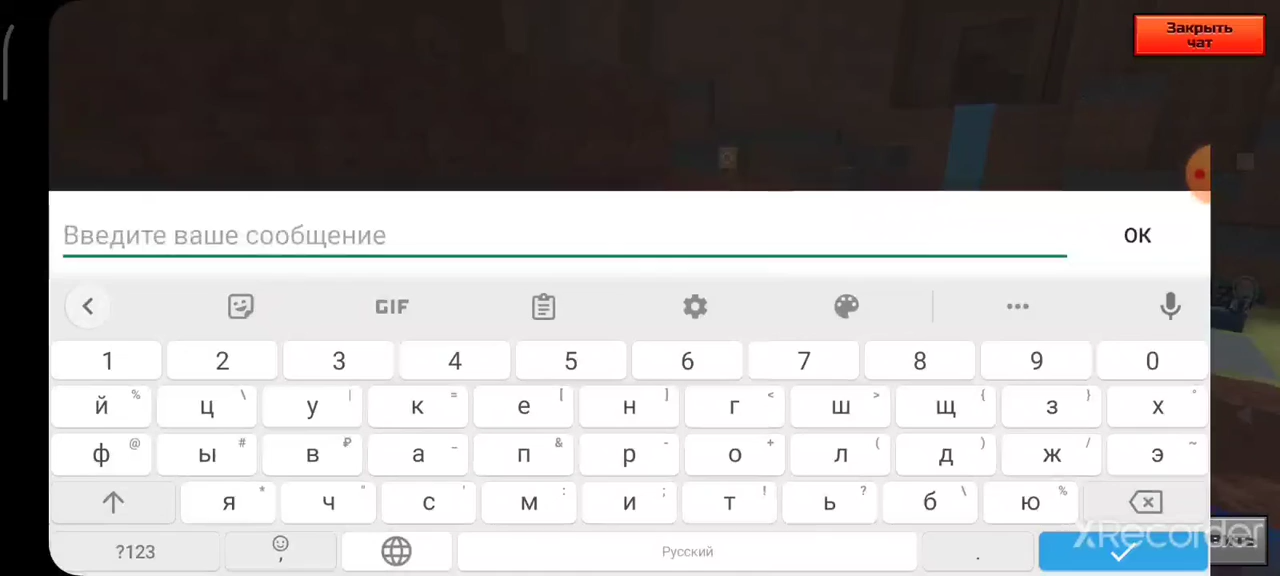 Закрыть
чат
Введите ваше сообщение
ОК
GIF
1 2 3 4 5 6 7 8 9 0
й % ц \ у | к = е [ н ] г < ш > щ { з } х °
ф @ ы # в ₽ а _ п & р - о + л ( д ) ж / э ~
я * ч " с ' м : и ; т ! ь ? б \ ю %
?123 , Русский .
XRecorder